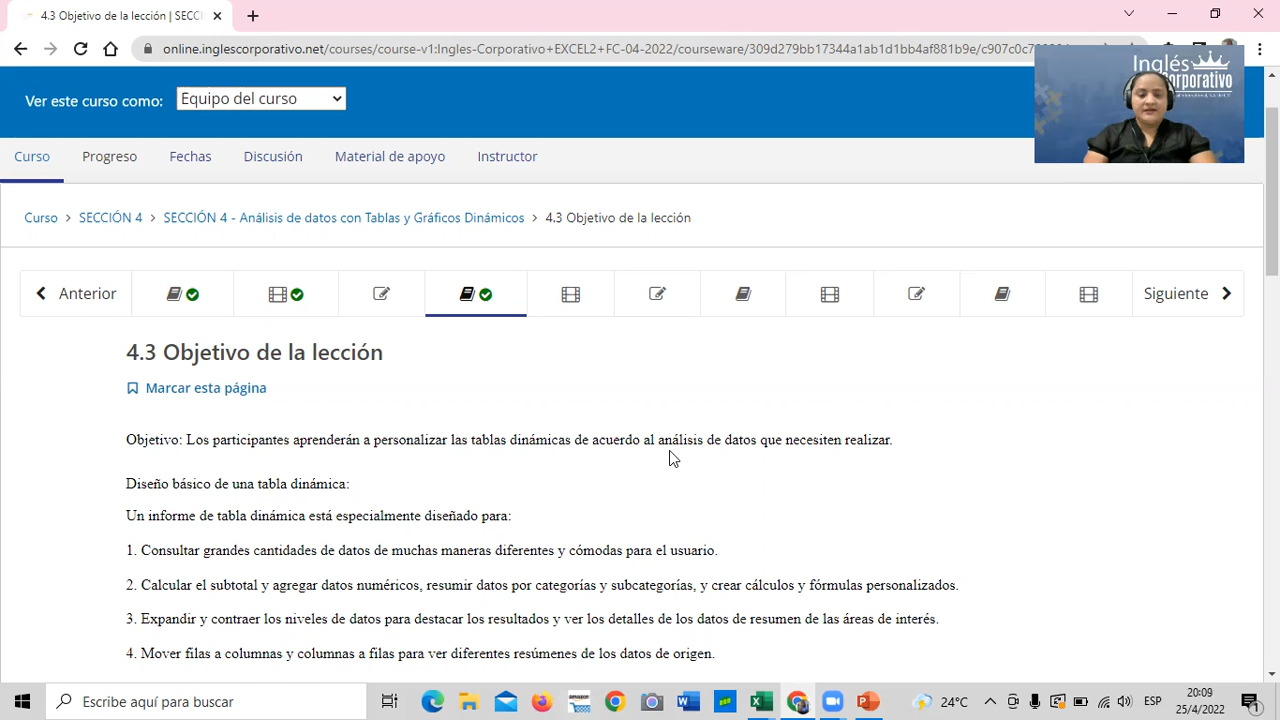 4.3 Objetivo de la lección | SECCI
online.inglescorporativo.net/courses/course-v1:Ingles-Corporativo+EXCEL2+FC-04-2022/courseware/309d279bb17344a1ab1d1bb4af881b9e/c907c0c7
Inglés
Corporativo
Ver este curso como: Equipo del curso
Curso Progreso Fechas Discusión Material de apoyo Instructor
Curso > SECCIÓN 4 > SECCIÓN 4 - Análisis de datos con Tablas y Gráficos Dinámicos > 4.3 Objetivo de la lección
Anterior Siguiente
4.3 Objetivo de la lección
Marcar esta página
Objetivo: Los participantes aprenderán a personalizar las tablas dinámicas de acuerdo al análisis de datos que necesiten realizar.
Diseño básico de una tabla dinámica:
Un informe de tabla dinámica está especialmente diseñado para:
1. Consultar grandes cantidades de datos de muchas maneras diferentes y cómodas para el usuario.
2. Calcular el subtotal y agregar datos numéricos, resumir datos por categorías y subcategorías, y crear cálculos y fórmulas personalizados.
3. Expandir y contraer los niveles de datos para destacar los resultados y ver los detalles de los datos de resumen de las áreas de interés.
4. Mover filas a columnas y columnas a filas para ver diferentes resúmenes de los datos de origen.
Escribe aquí para buscar 24°C ESP 20:09
25/4/2022